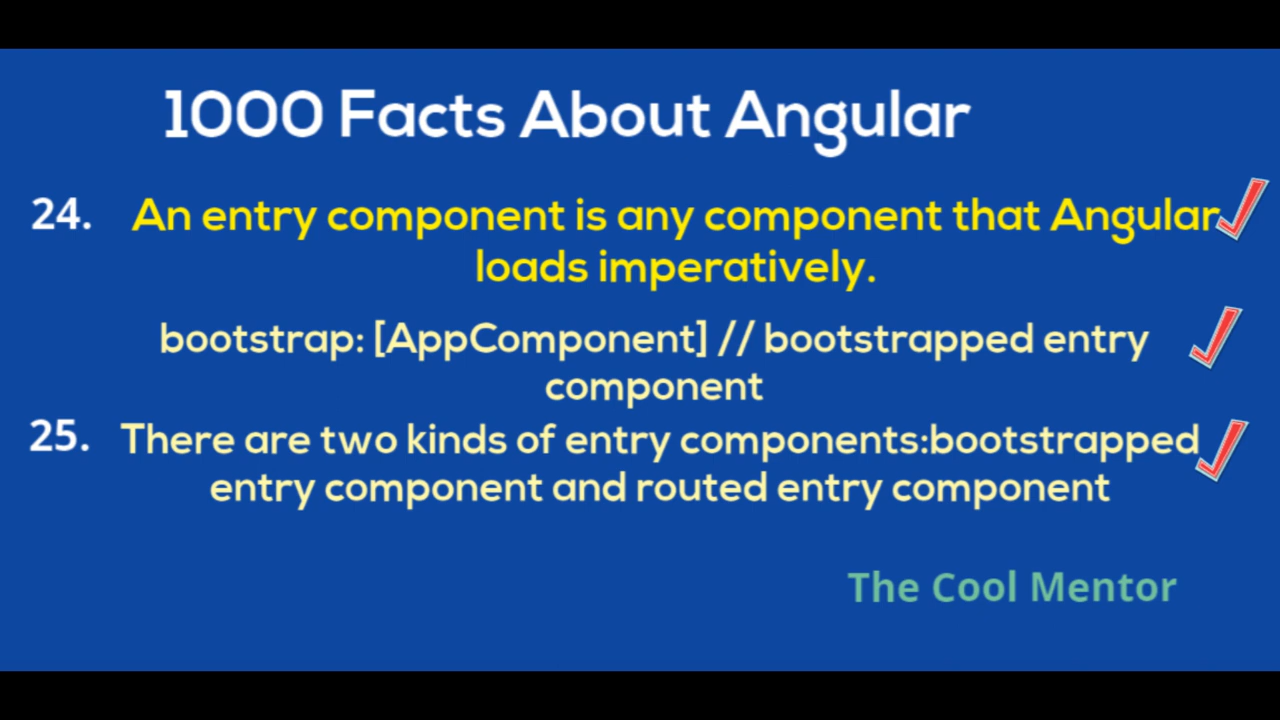 1000 Facts About Angular
24. An entry component is any component that Angular
loads imperatively.
bootstrap: [AppComponent] // bootstrapped entry
component
25. There are two kinds of entry components:bootstrapped
entry component and routed entry component
The Cool Mentor